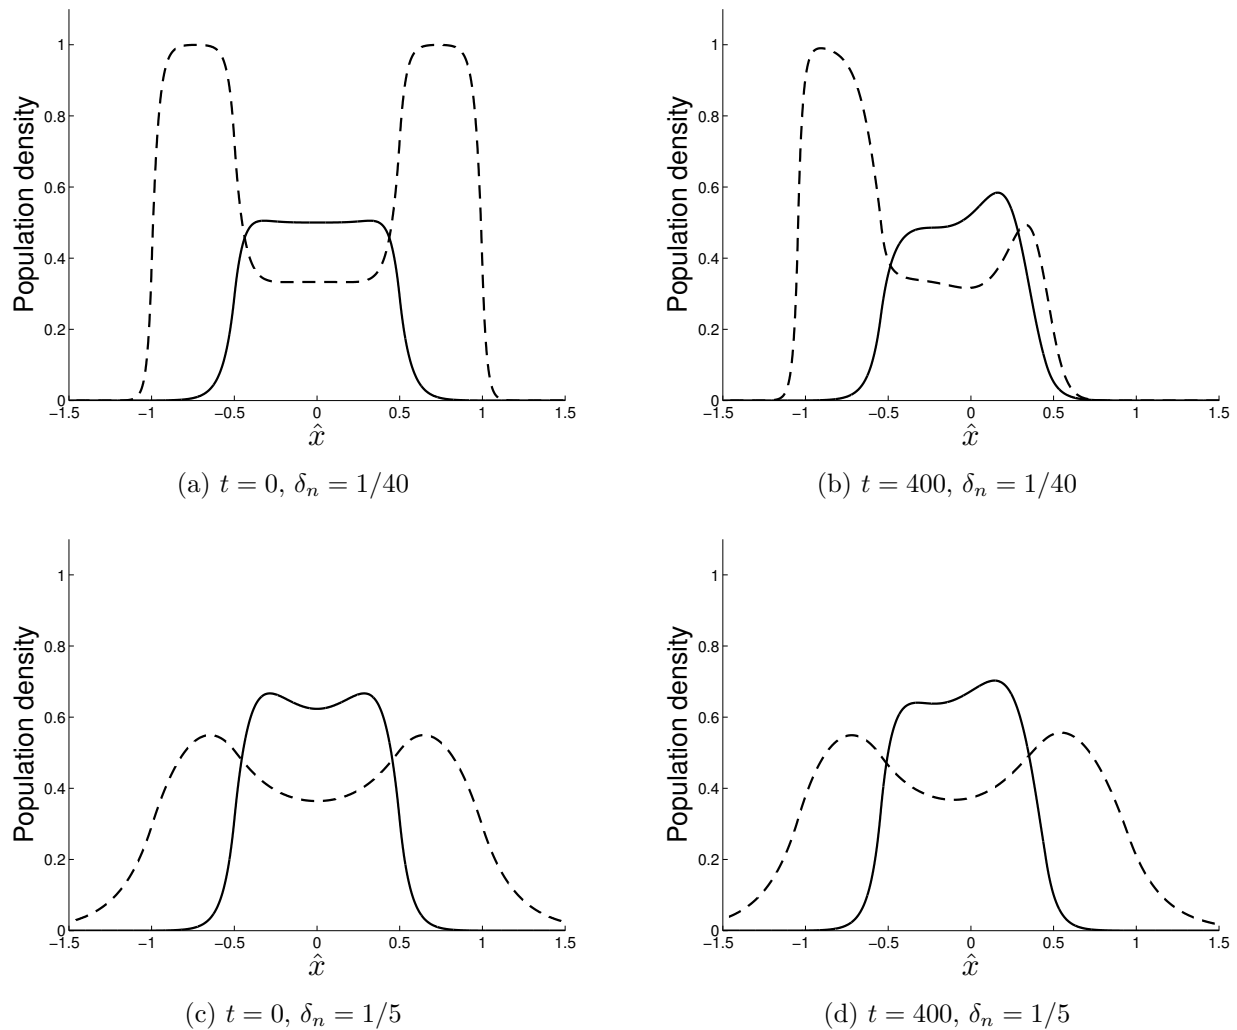 Population density
1
0.8
0.6
0.4
0.2
0
−1.5 −1 −0.5 0 0.5 1 1.5
x̂
(a) t = 0, δₙ = 1/40
Population density
1
0.8
0.6
0.4
0.2
0
−1.5 −1 −0.5 0 0.5 1 1.5
x̂
(b) t = 400, δₙ = 1/40
Population density
1
0.8
0.6
0.4
0.2
0
−1.5 −1 −0.5 0 0.5 1 1.5
x̂
(c) t = 0, δₙ = 1/5
Population density
1
0.8
0.6
0.4
0.2
0
−1.5 −1 −0.5 0 0.5 1 1.5
x̂
(d) t = 400, δₙ = 1/5